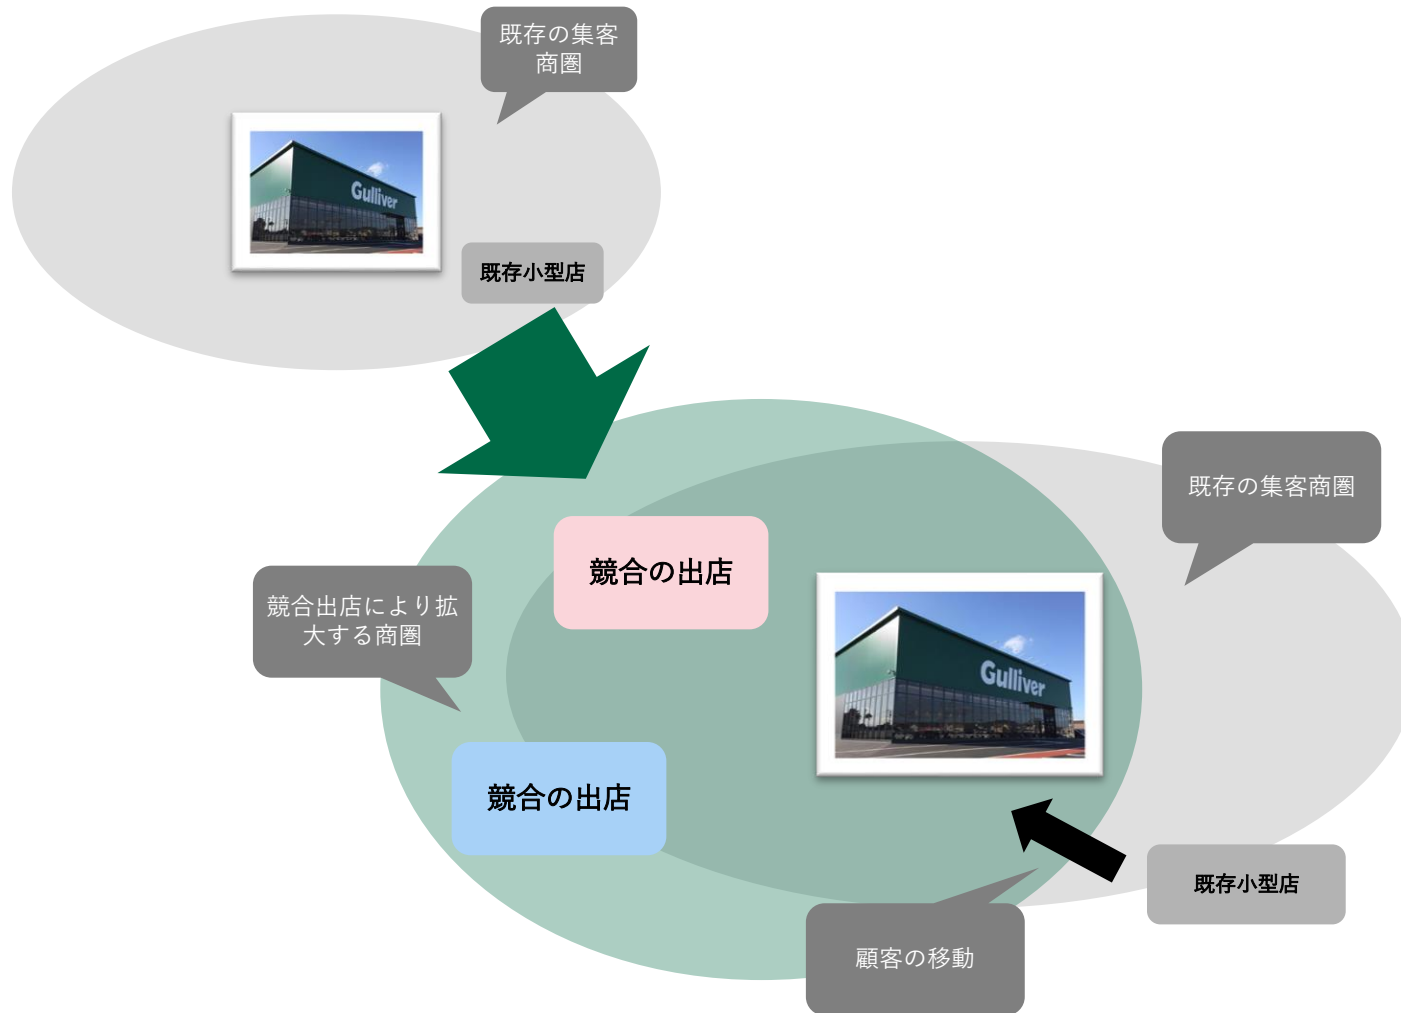 既存の集客
商圏
Gulliver
既存小型店
既存の集客商圏
競合の出店
競合出店により拡
大する商圏
Gulliver
競合の出店
既存小型店
顧客の移動